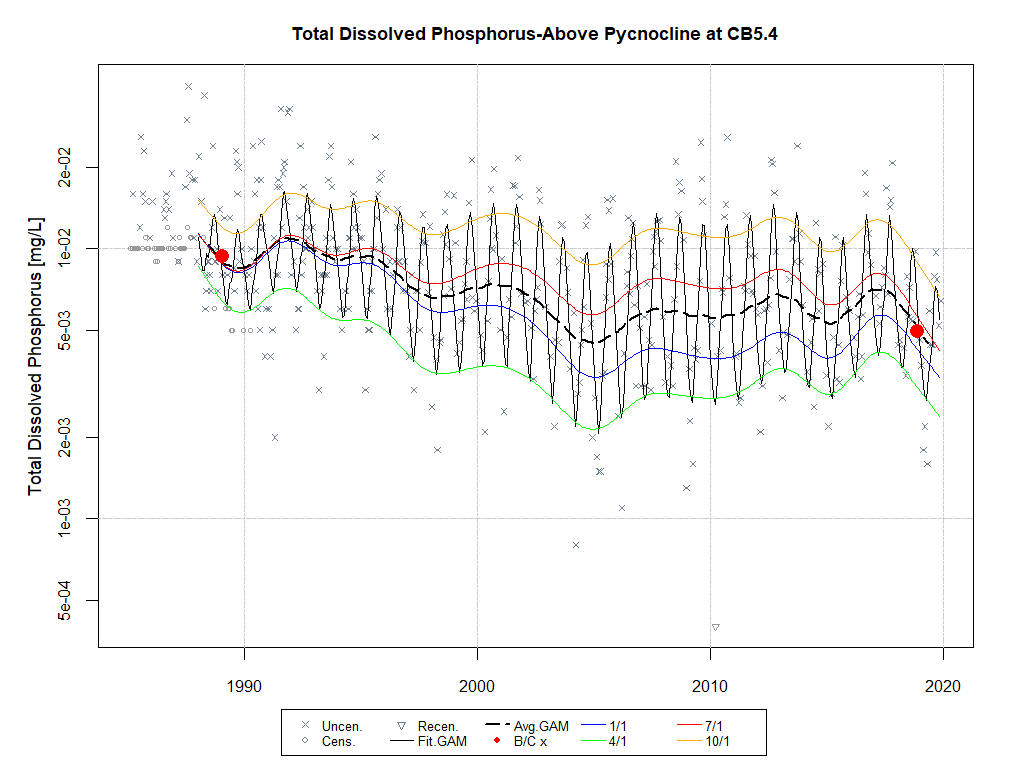 Total Dissolved Phosphorus-Above Pycnocline at CB5.4
Total Dissolved Phosphorus [mg/L]
2e-02
1e-02
5e-03
2e-03
1e-03
5e-04
1990 2000 2010 2020
Uncen. Recen. Avg.GAM 1/1 7/1
Cens. Fit.GAM B/C x 4/1 10/1